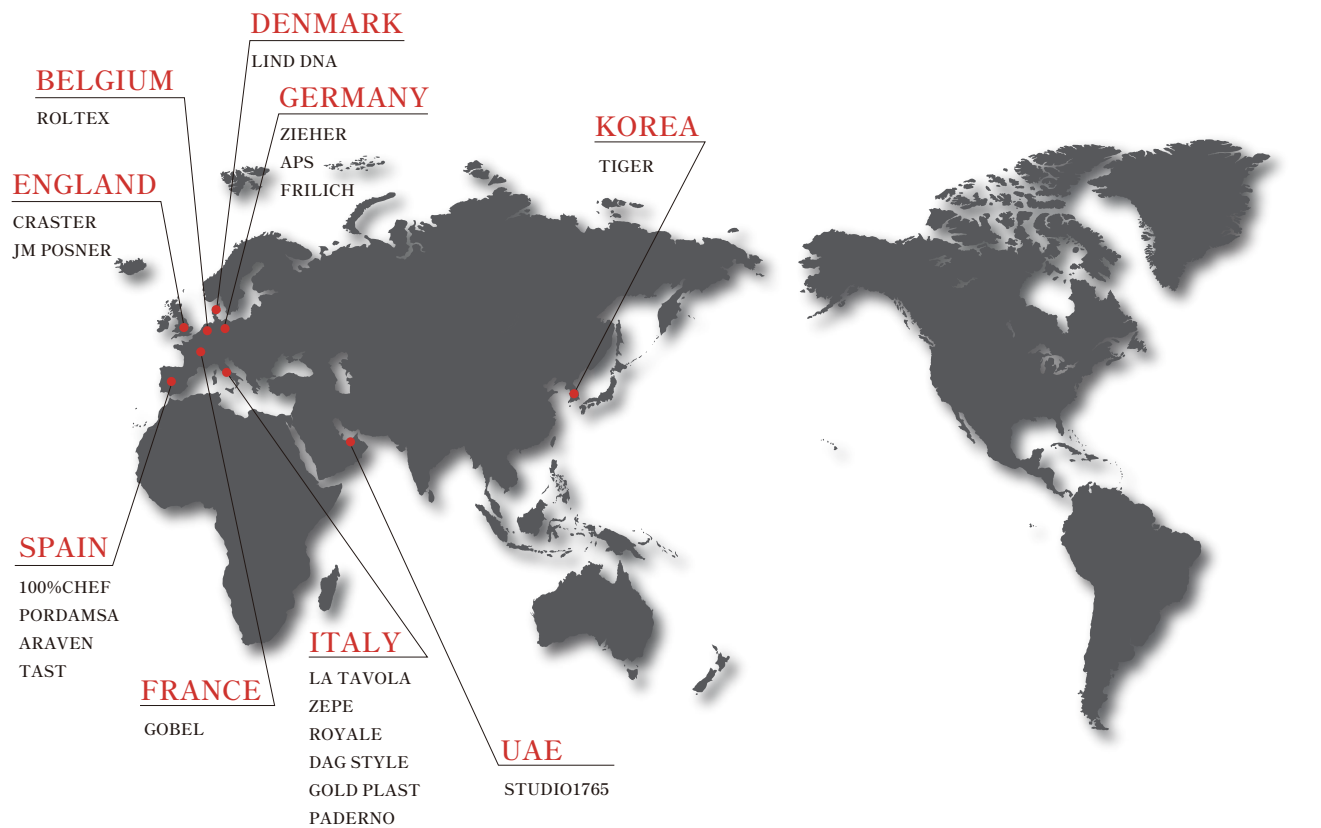 DENMARK
LIND DNA
BELGIUM
ROLTEX
GERMANY
ZIEHER
APS
FRILICH
KOREA
TIGER
ENGLAND
CRASTER
JM POSNER
SPAIN
100%CHEF
PORDAMSA
ARAVEN
TAST
FRANCE
GOBEL
ITALY
LA TAVOLA
ZEPE
ROYALE
DAG STYLE
GOLD PLAST
PADERNO
UAE
STUDIO1765